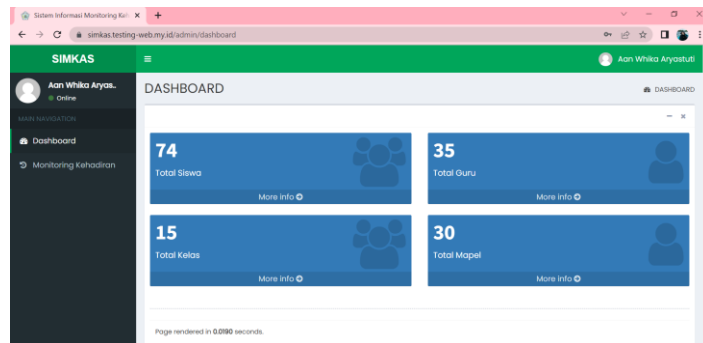 Sistem Informasi Monitoring Keh
simkas.testing-web.my.id/admin/dashboard
SIMKAS
Aan Whika Aryastuti
Aan Whika Aryas..
Online
DASHBOARD
DASHBOARD
MAIN NAVIGATION
Dashboard
Monitoring Kehadiran
74
Total Siswa
More info
35
Total Guru
More info
15
Total Kelas
More info
30
Total Mapel
More info
Page rendered in 0.0190 seconds.